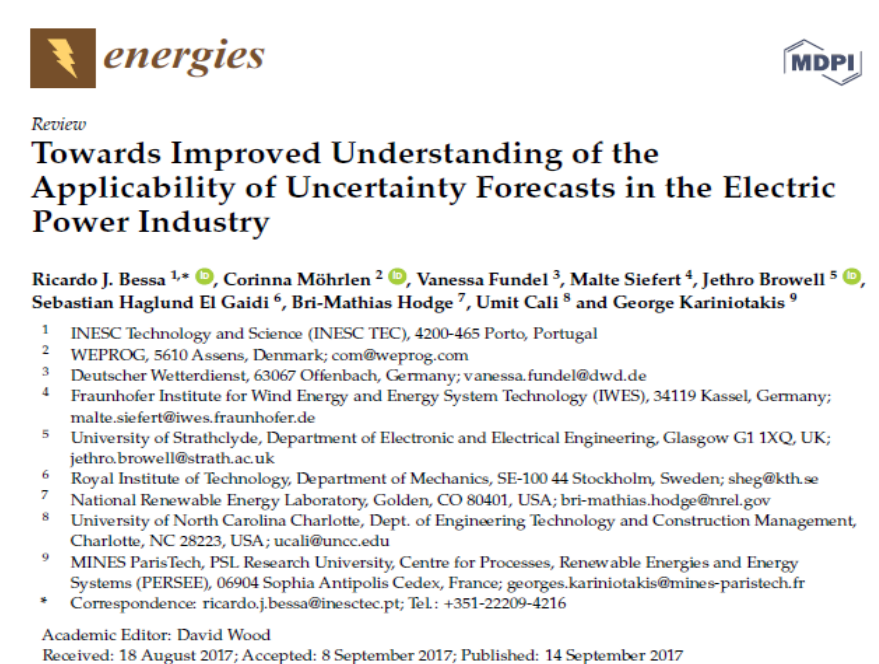 energies
MDPI
Review
Towards Improved Understanding of the
Applicability of Uncertainty Forecasts in the Electric
Power Industry
Ricardo J. Bessa 1,* iD, Corinna Möhrlen 2 iD, Vanessa Fundel 3, Malte Siefert 4, Jethro Browell 5 iD,
Sebastian Haglund El Gaidi 6, Bri-Mathias Hodge 7, Umit Cali 8 and George Kariniotakis 9
1 INESC Technology and Science (INESC TEC), 4200-465 Porto, Portugal
2 WEPROG, 5610 Assens, Denmark; com@weprog.com
3 Deutscher Wetterdienst, 63067 Offenbach, Germany; vanessa.fundel@dwd.de
4 Fraunhofer Institute for Wind Energy and Energy System Technology (IWES), 34119 Kassel, Germany;
malte.siefert@iwes.fraunhofer.de
5 University of Strathclyde, Department of Electronic and Electrical Engineering, Glasgow G1 1XQ, UK;
jethro.browell@strath.ac.uk
6 Royal Institute of Technology, Department of Mechanics, SE-100 44 Stockholm, Sweden; sheg@kth.se
7 National Renewable Energy Laboratory, Golden, CO 80401, USA; bri-mathias.hodge@nrel.gov
8 University of North Carolina Charlotte, Dept. of Engineering Technology and Construction Management,
Charlotte, NC 28223, USA; ucali@uncc.edu
9 MINES ParisTech, PSL Research University, Centre for Processes, Renewable Energies and Energy
Systems (PERSEE), 06904 Sophia Antipolis Cedex, France; georges.kariniotakis@mines-paristech.fr
* Correspondence: ricardo.j.bessa@inesctec.pt; Tel.: +351-22209-4216
Academic Editor: David Wood
Received: 18 August 2017; Accepted: 8 September 2017; Published: 14 September 2017